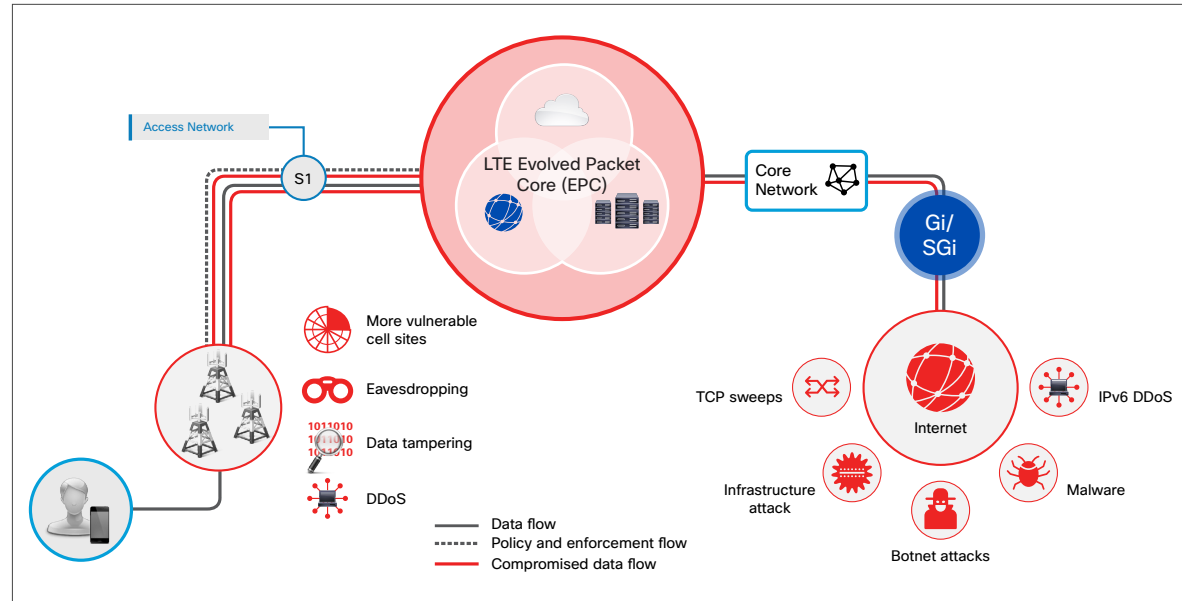 Access Network
S1
LTE Evolved Packet
Core (EPC)
Core
Network
Gi/
SGi
More vulnerable
cell sites
Eavesdropping
1011010
1011010
1011010
Data tampering
DDoS
Data flow
Policy and enforcement flow
Compromised data flow
TCP sweeps
Internet
IPv6 DDoS
Infrastructure
attack
Malware
Botnet attacks